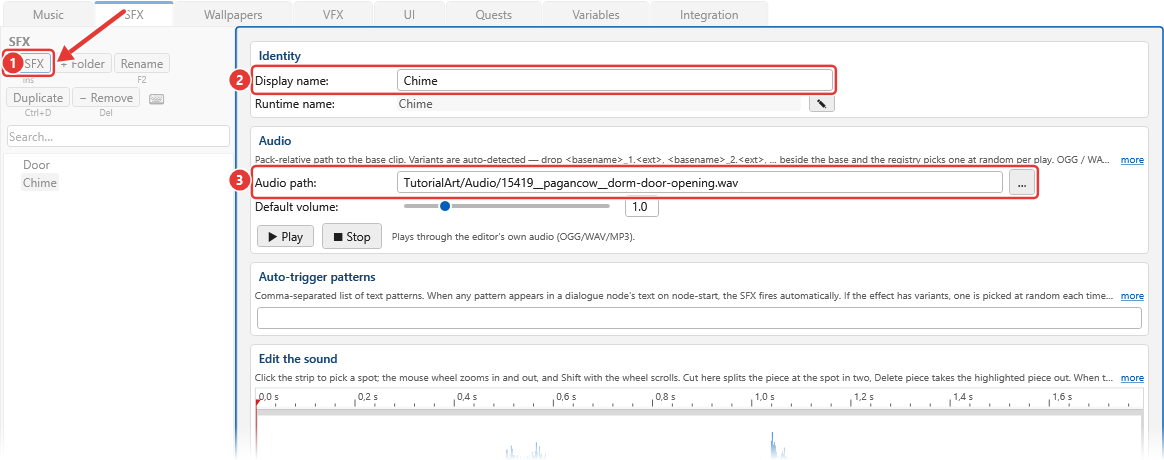 Music SFX Wallpapers VFX UI Quests Variables Integration
SFX
1 SFX + Folder Rename
Ins F2
Duplicate − Remove
Ctrl+D Del
Search...
Door
Chime
Identity
2 Display name: Chime
Runtime name: Chime
Audio
Pack-relative path to the base clip. Variants are auto-detected — drop <basename>_1.<ext>, <basename>_2.<ext>, ... beside the base and the registry picks one at random per play. OGG / WA... more
3 Audio path: TutorialArt/Audio/15419__pagancow__dorm-door-opening.wav ...
Default volume: 1.0
Play Stop Plays through the editor's own audio (OGG/WAV/MP3).
Auto-trigger patterns
Comma-separated list of text patterns. When any pattern appears in a dialogue node's text on node-start, the SFX fires automatically. If the effect has variants, one is picked at random each time... more
Edit the sound
Click the strip to pick a spot; the mouse wheel zooms in and out, and Shift with the wheel scrolls. Cut here splits the piece at the spot in two, Delete piece takes the highlighted piece out. When t... more
0,0 s 0,2 s 0,4 s 0,6 s 0,8 s 1,0 s 1,2 s 1,4 s 1,6 s